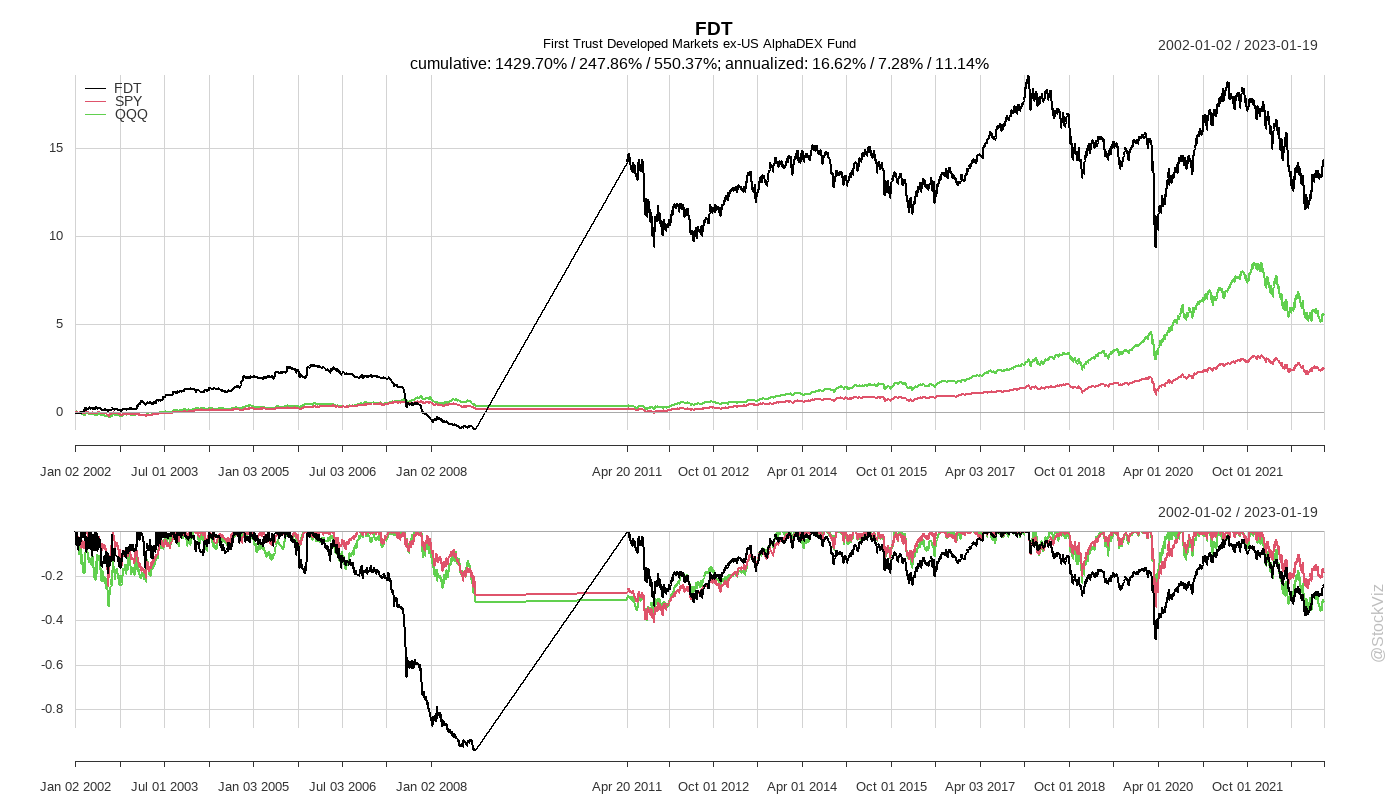 FDT
First Trust Developed Markets ex-US AlphaDEX Fund
2002-01-02 / 2023-01-19
cumulative: 1429.70% / 247.86% / 550.37%; annualized: 16.62% / 7.28% / 11.14%
FDT
SPY
QQQ
15
10
5
0
Jan 02 2002 Jul 01 2003 Jan 03 2005 Jul 03 2006 Jan 02 2008 Apr 20 2011 Oct 01 2012 Apr 01 2014 Oct 01 2015 Apr 03 2017 Oct 01 2018 Apr 01 2020 Oct 01 2021
2002-01-02 / 2023-01-19
-0.2
-0.4
-0.6
-0.8
Jan 02 2002 Jul 01 2003 Jan 03 2005 Jul 03 2006 Jan 02 2008 Apr 20 2011 Oct 01 2012 Apr 01 2014 Oct 01 2015 Apr 03 2017 Oct 01 2018 Apr 01 2020 Oct 01 2021
@StockViz